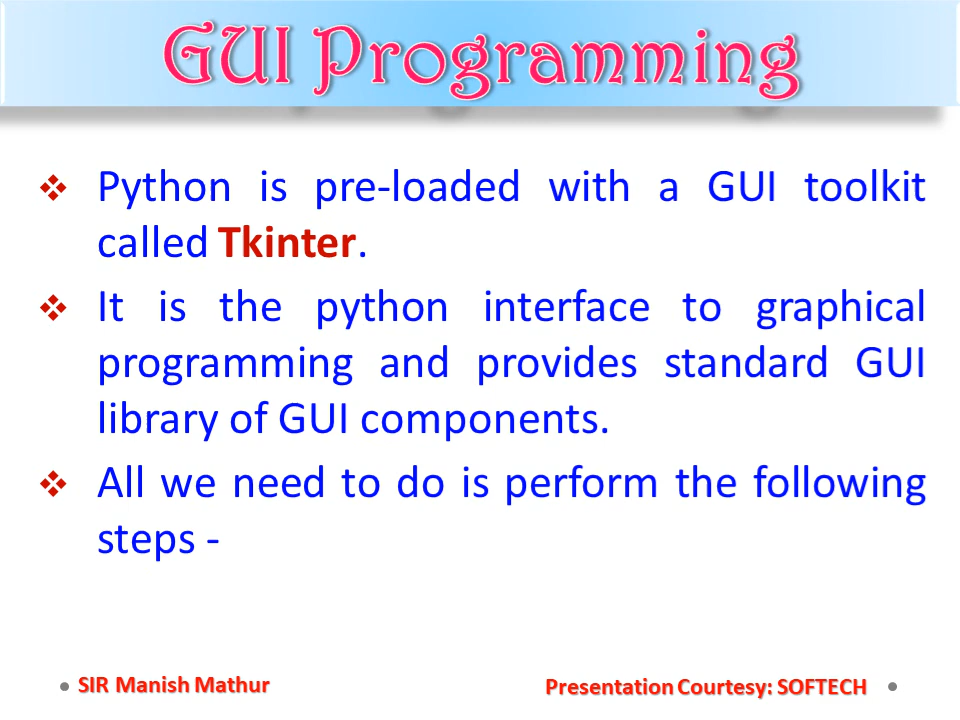 GUI Programming
Python is pre-loaded with a GUI toolkit
called Tkinter.
It is the python interface to graphical
programming and provides standard GUI
library of GUI components.
All we need to do is perform the following
steps -
SIR Manish Mathur
Presentation Courtesy: SOFTECH